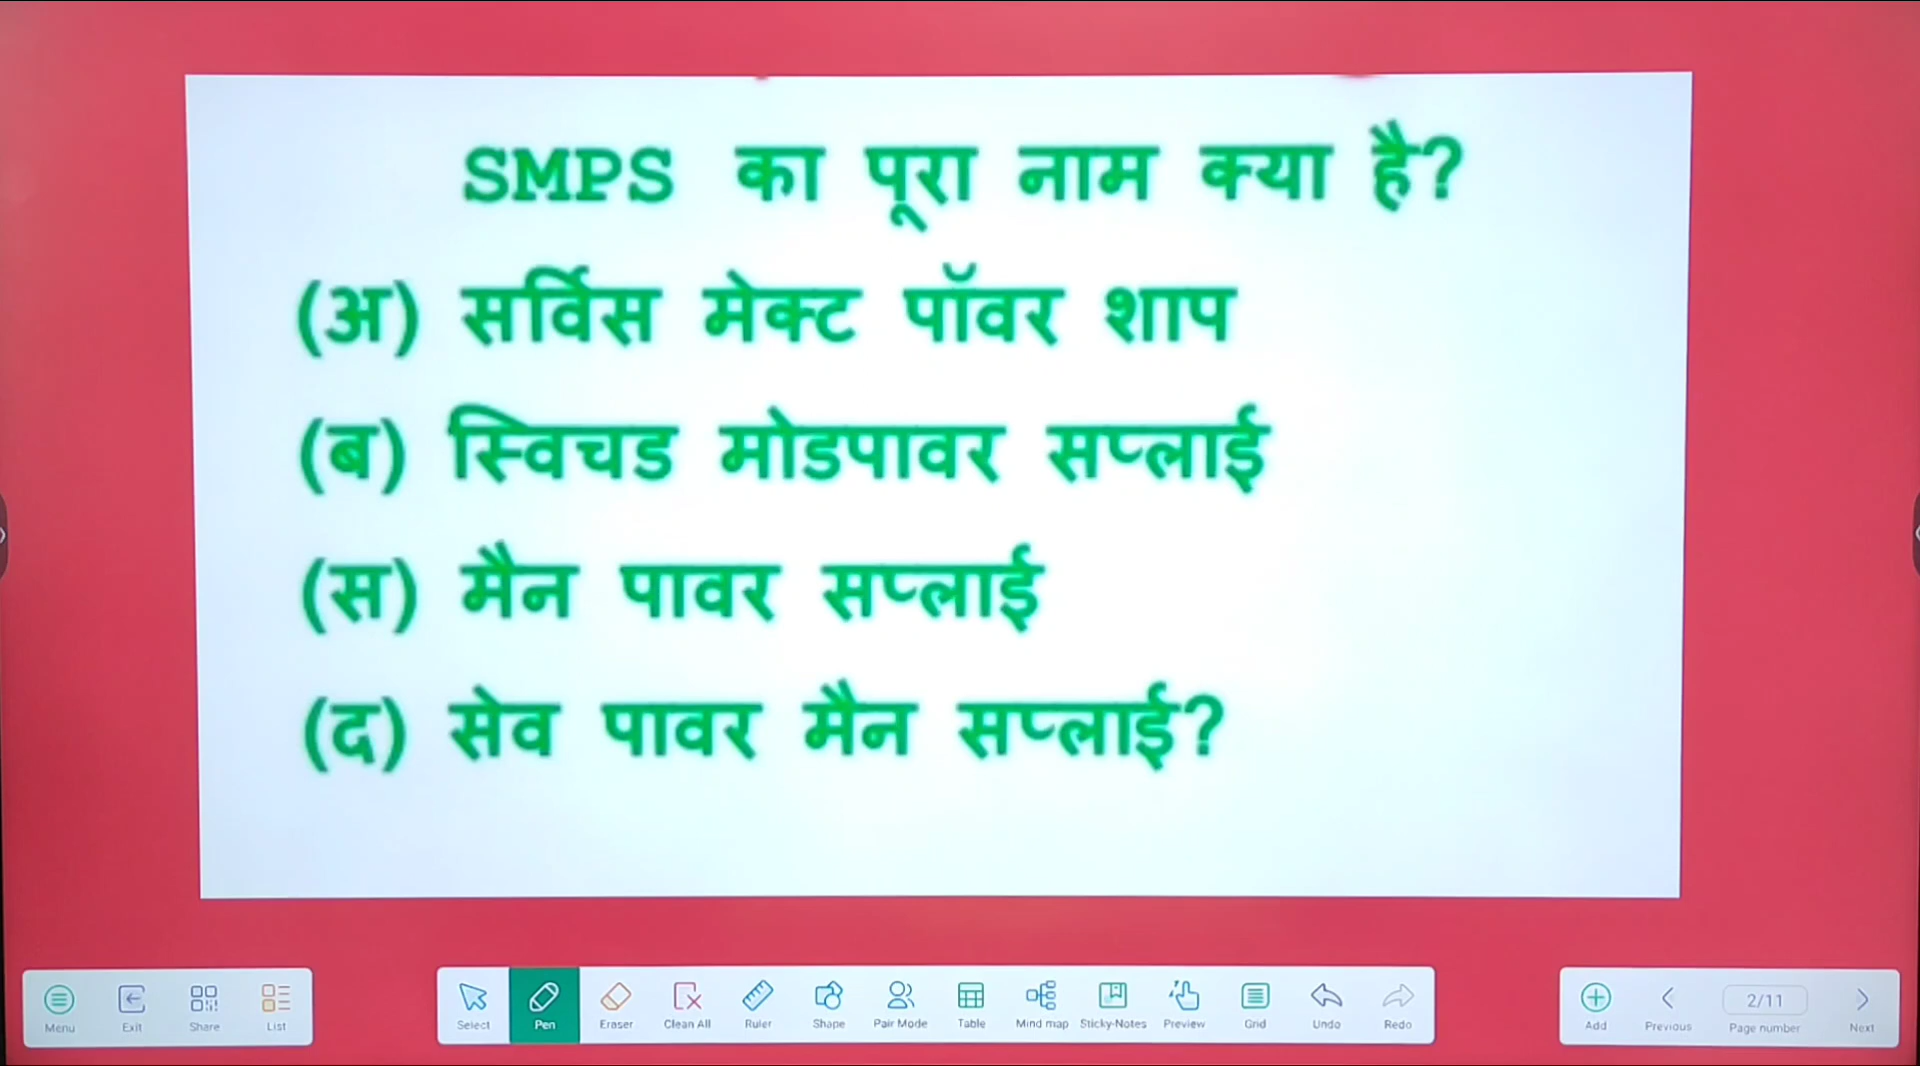 SMPS का पूरा नाम क्या है?
(अ) सर्विस मेक्ट पॉवर शाप
(ब) स्विचड मोडपावर सप्लाई
(स) मैन पावर सप्लाई
(द) सेव पावर मैन सप्लाई?
Menu Exit Share List Select Pen Eraser Clean All Ruler Shape Pair Mode Table Mind map Sticky-Notes Preview Grid Undo Redo Add Previous 2/11 Page number Next